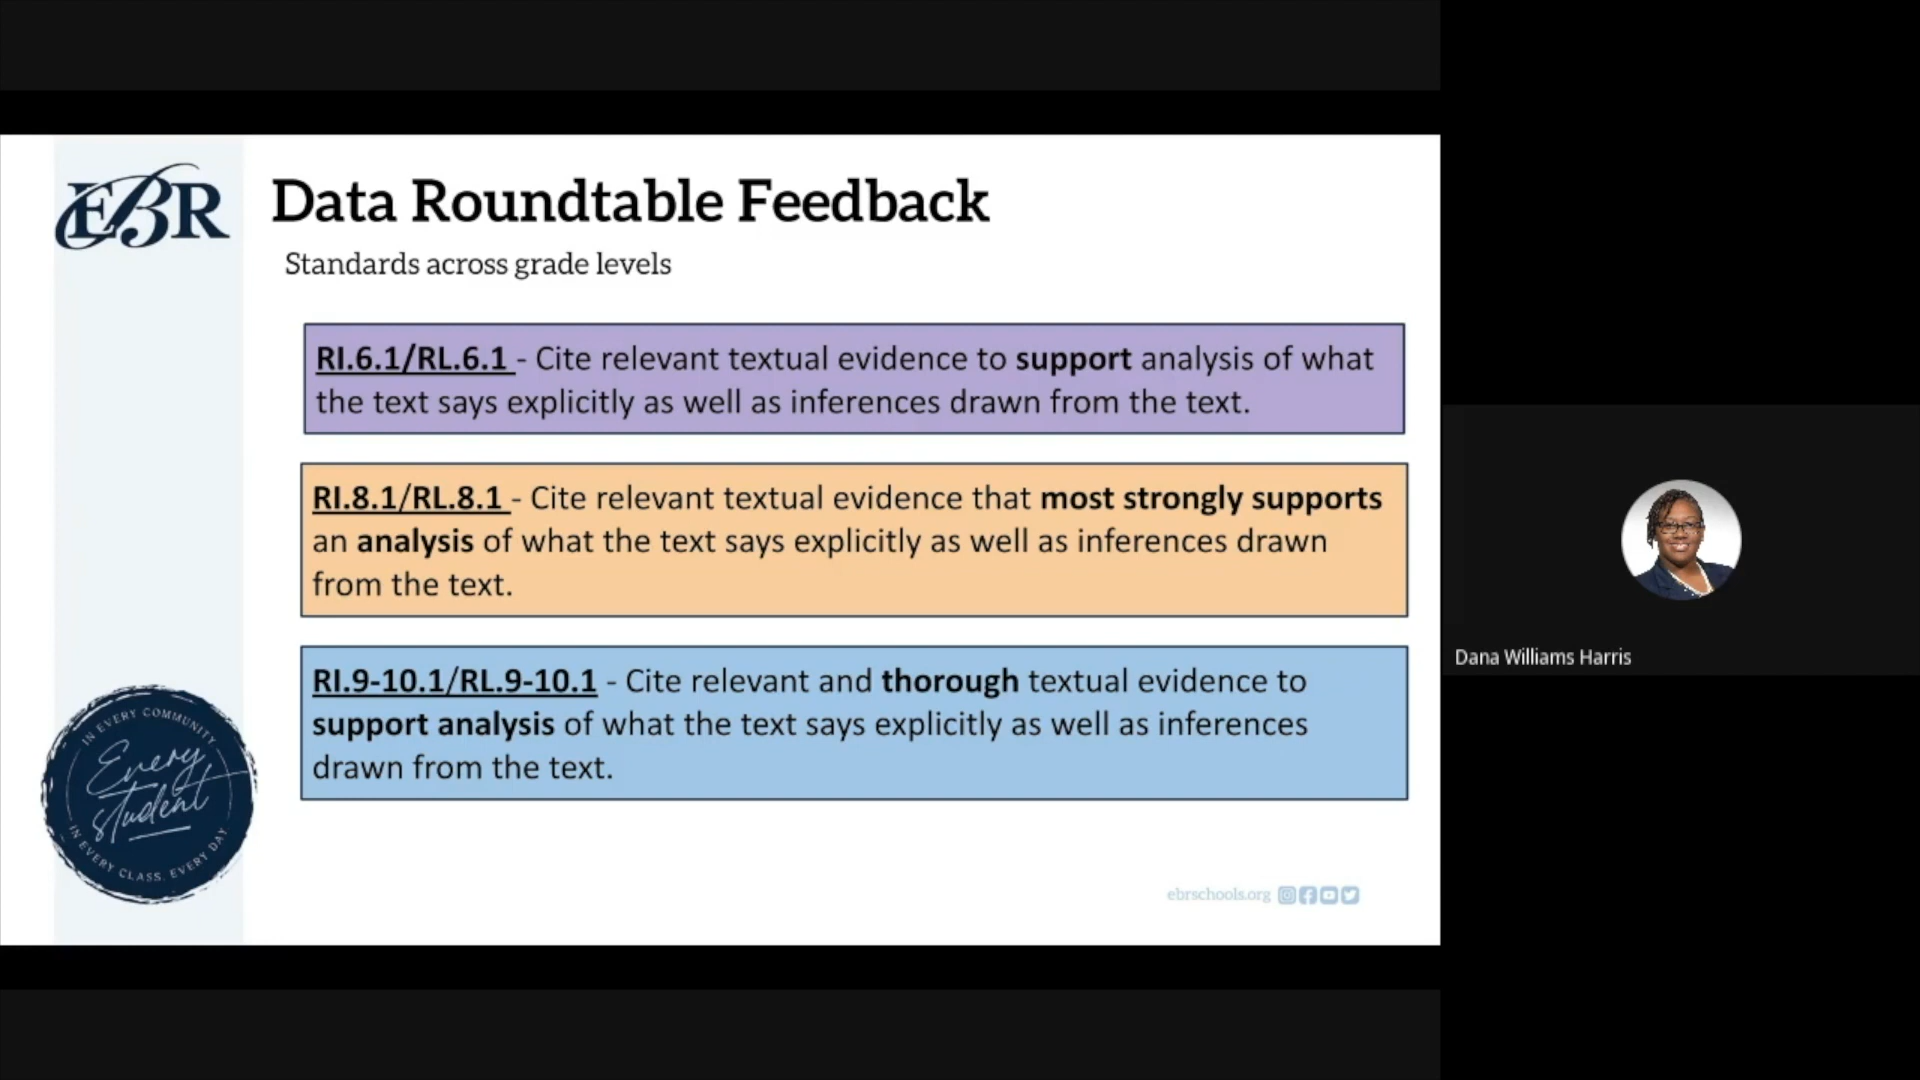 EBR
Data Roundtable Feedback
Standards across grade levels
RI.6.1/RL.6.1 - Cite relevant textual evidence to support analysis of what
the text says explicitly as well as inferences drawn from the text.
RI.8.1/RL.8.1 - Cite relevant textual evidence that most strongly supports
an analysis of what the text says explicitly as well as inferences drawn
from the text.
RI.9-10.1/RL.9-10.1 - Cite relevant and thorough textual evidence to
support analysis of what the text says explicitly as well as inferences
drawn from the text.
Dana Williams Harris
IN EVERY COMMUNITY
Every
student
IN EVERY CLASS, EVERY DAY
ebrschools.org